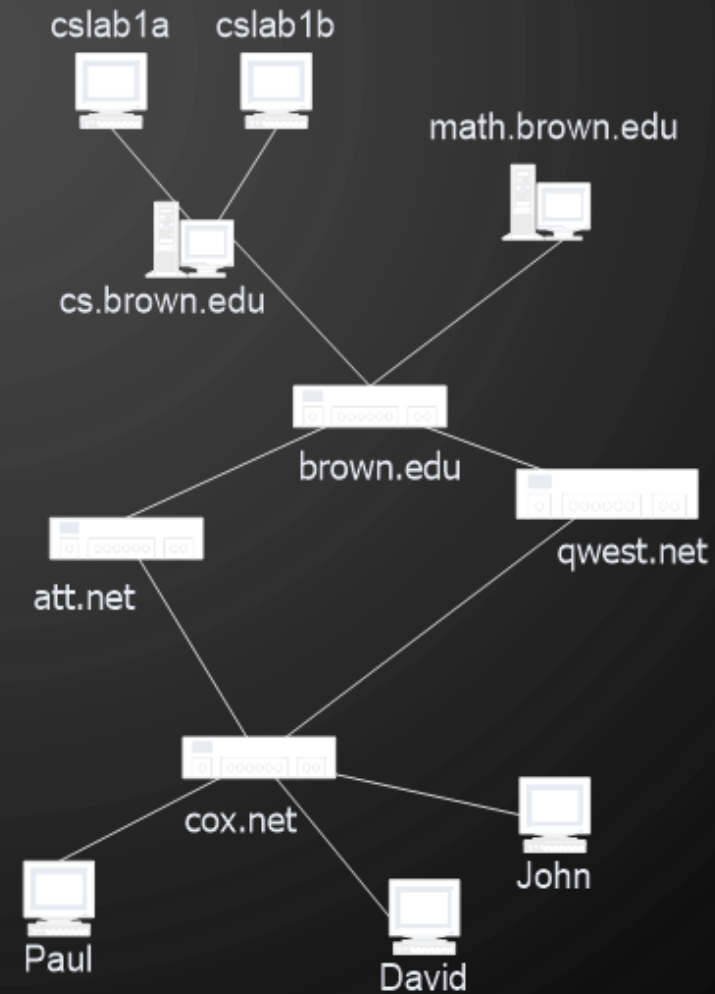 cslab1a cslab1b
math.brown.edu
cs.brown.edu
brown.edu
qwest.net
att.net
cox.net
John
Paul
David